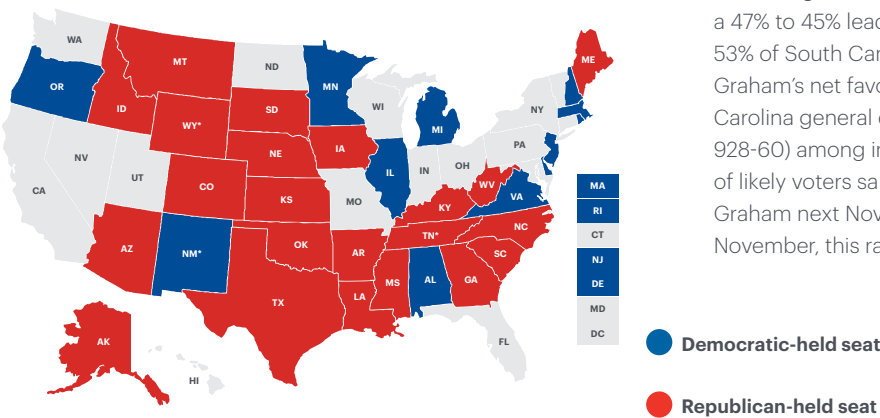 WA
MT
ND
MN
ME
OR
ID
SD
WI
MI
NY
WY*
NE
IA
PA
NV
UT
CO
IL
IN
OH
CA
KS
MO
WV
VA
KY
AZ
NM*
OK
AR
TN*
NC
SC
MS
AL
GA
TX
LA
FL
AK
HI
MA
RI
CT
NJ
DE
MD
DC
a 47% to 45% lead
53% of South Car
Graham's net favo
Carolina general
928-60) among in
of likely voters sa
Graham next Nov
November, this ra
Democratic-held seat
Republican-held seat